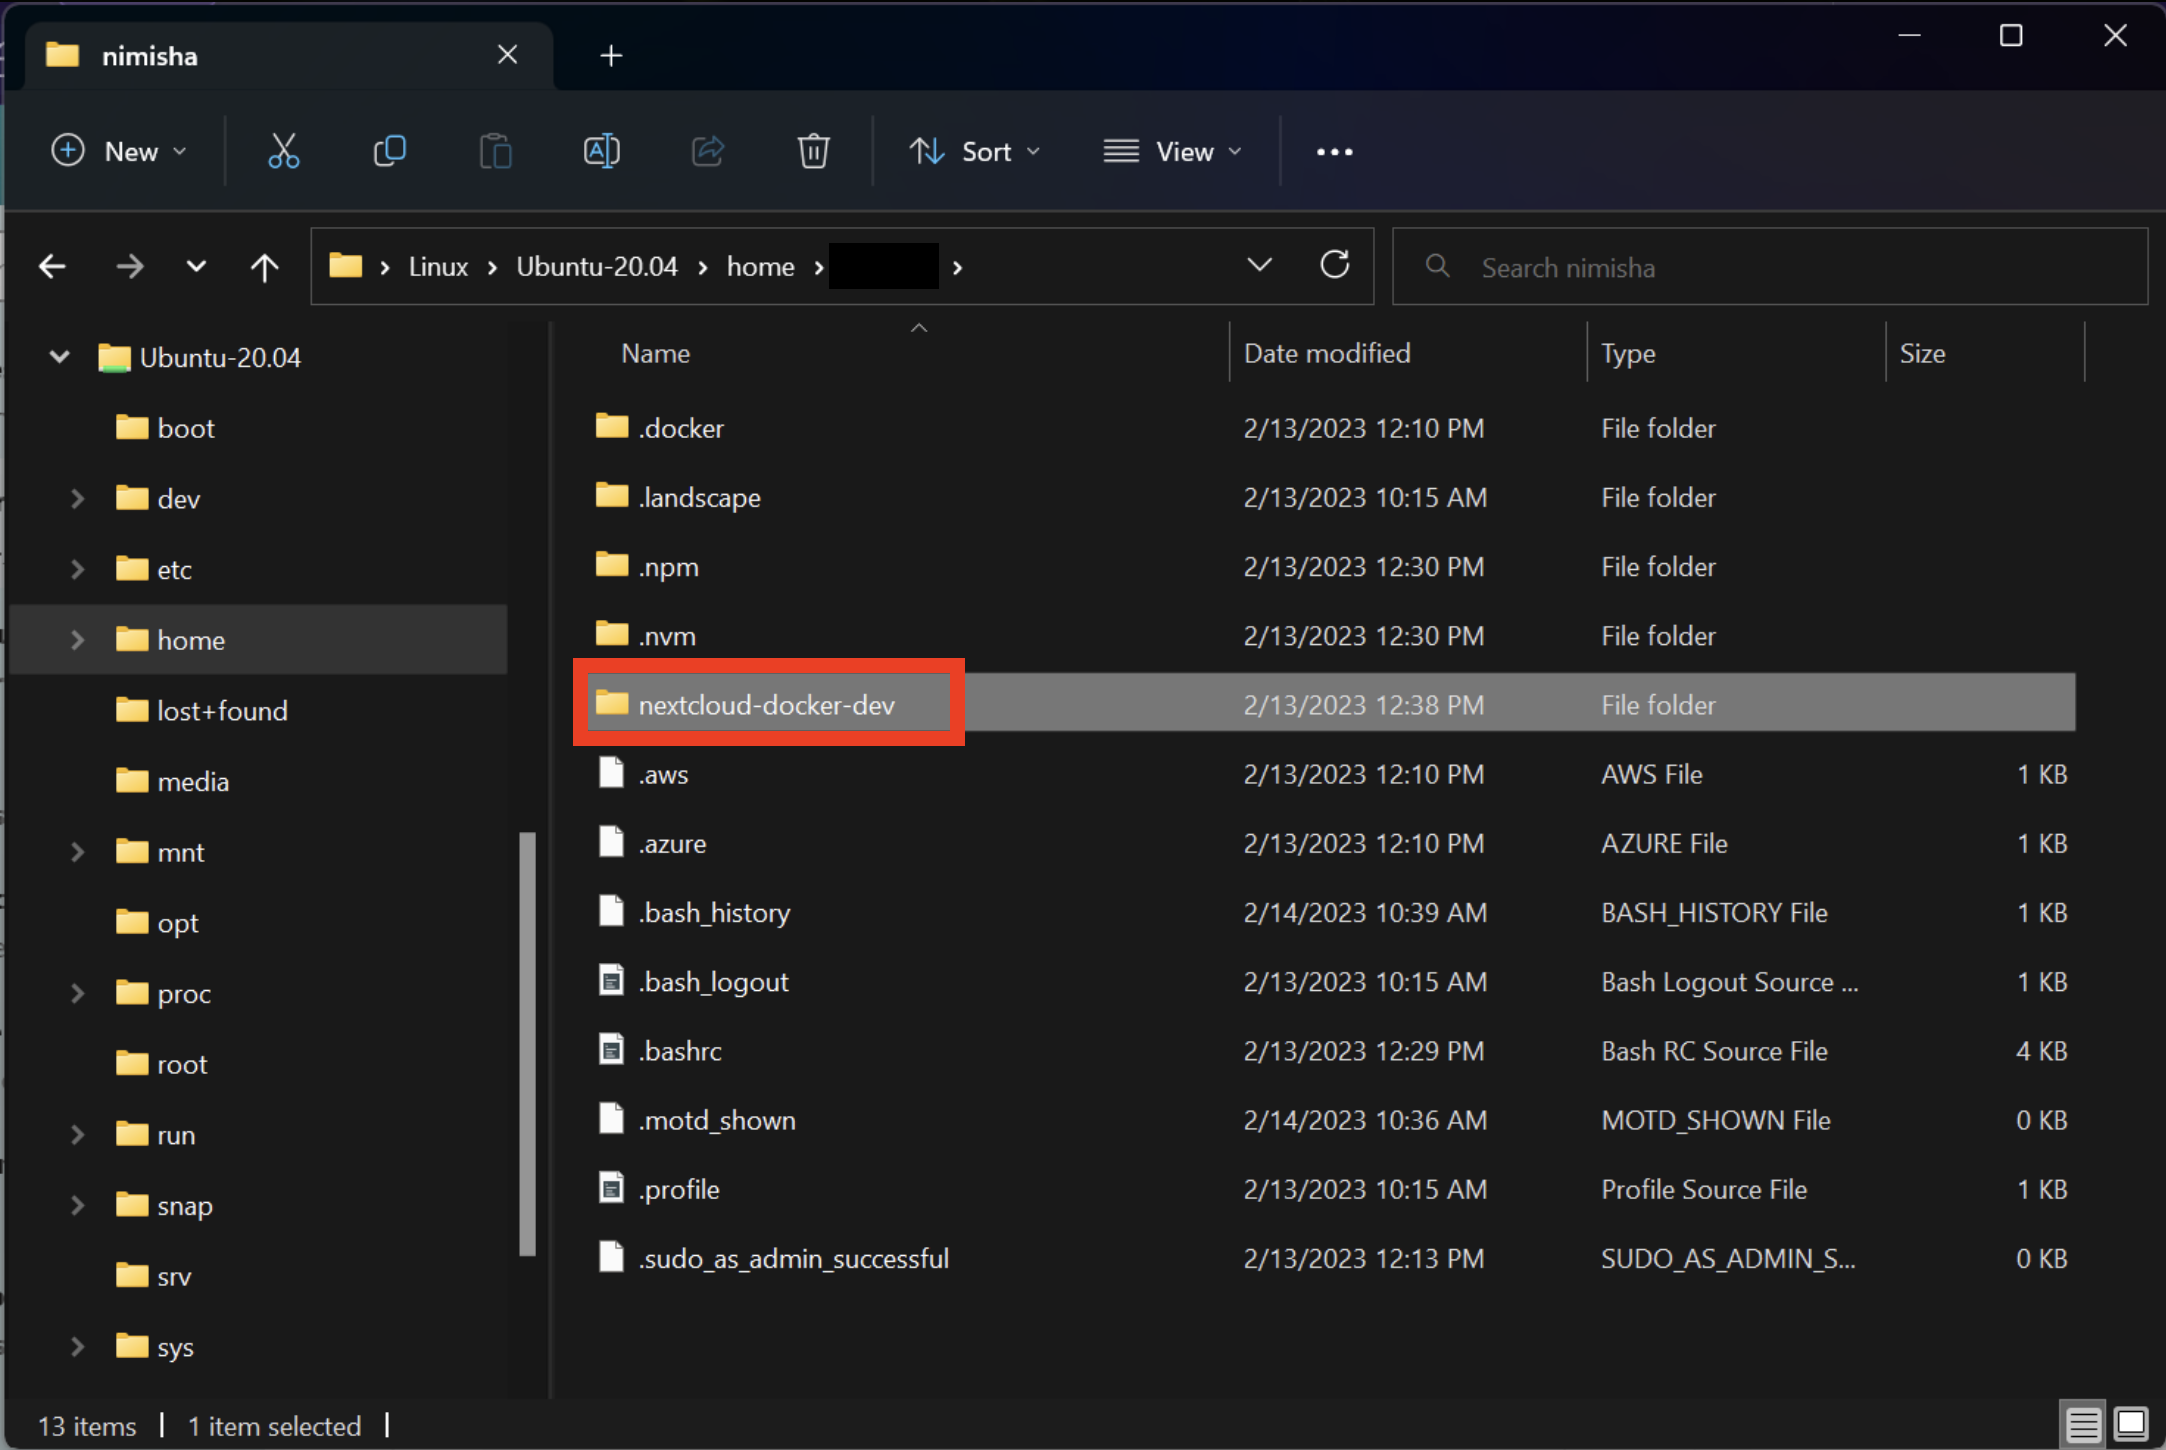 nimisha
New
Sort
View
Linux
Ubuntu-20.04
home
Search nimisha
Ubuntu-20.04
boot
dev
etc
home
lost+found
media
mnt
opt
proc
root
run
snap
srv
sys
Name Date modified Type Size
.docker 2/13/2023 12:10 PM File folder
.landscape 2/13/2023 10:15 AM File folder
.npm 2/13/2023 12:30 PM File folder
.nvm 2/13/2023 12:30 PM File folder
nextcloud-docker-dev 2/13/2023 12:38 PM File folder
.aws 2/13/2023 12:10 PM AWS File 1 KB
.azure 2/13/2023 12:10 PM AZURE File 1 KB
.bash_history 2/14/2023 10:39 AM BASH_HISTORY File 1 KB
.bash_logout 2/13/2023 10:15 AM Bash Logout Source ... 1 KB
.bashrc 2/13/2023 12:29 PM Bash RC Source File 4 KB
.motd_shown 2/14/2023 10:36 AM MOTD_SHOWN File 0 KB
.profile 2/13/2023 10:15 AM Profile Source File 1 KB
.sudo_as_admin_successful 2/13/2023 12:13 PM SUDO_AS_ADMIN_S... 0 KB
13 items 1 item selected